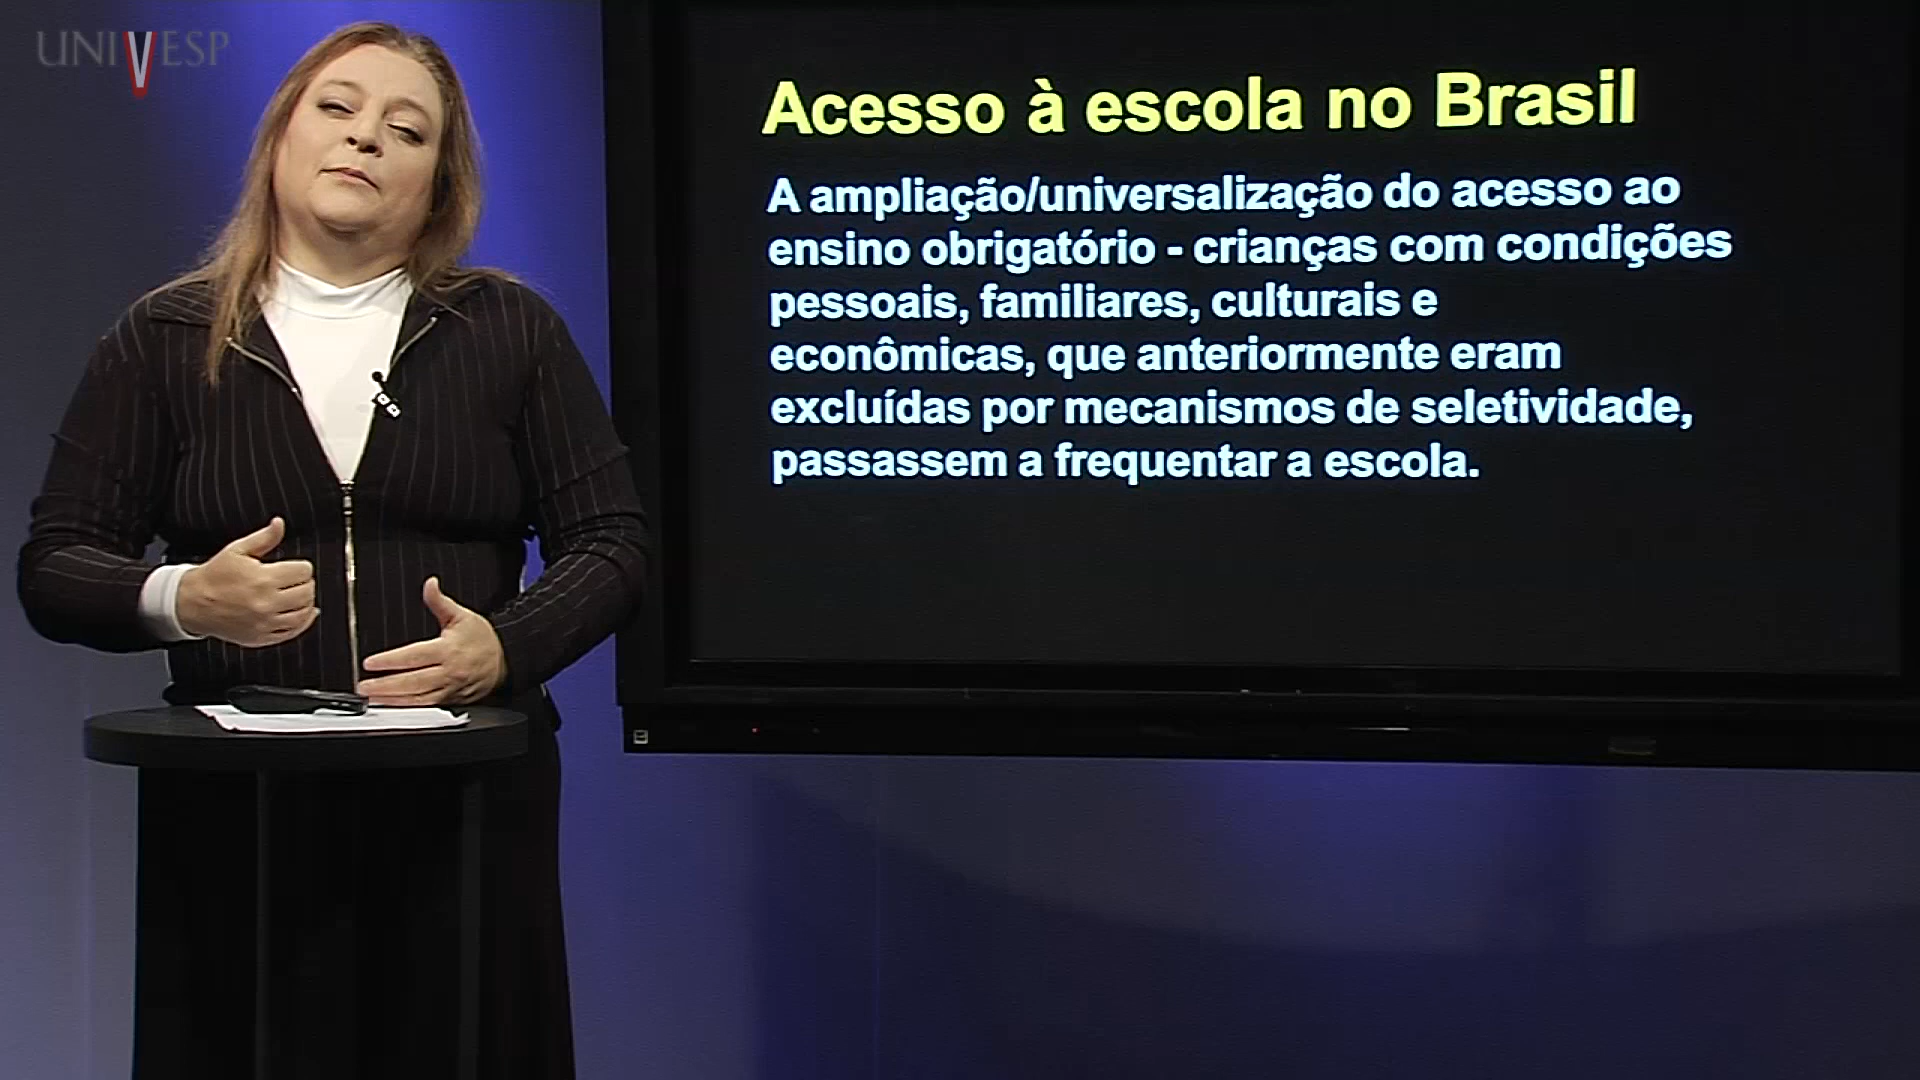 UNIVESP
Acesso à escola no Brasil
A ampliação/universalização do acesso ao
ensino obrigatório - crianças com condições
pessoais, familiares, culturais e
econômicas, que anteriormente eram
excluídas por mecanismos de seletividade,
passassem a frequentar a escola.